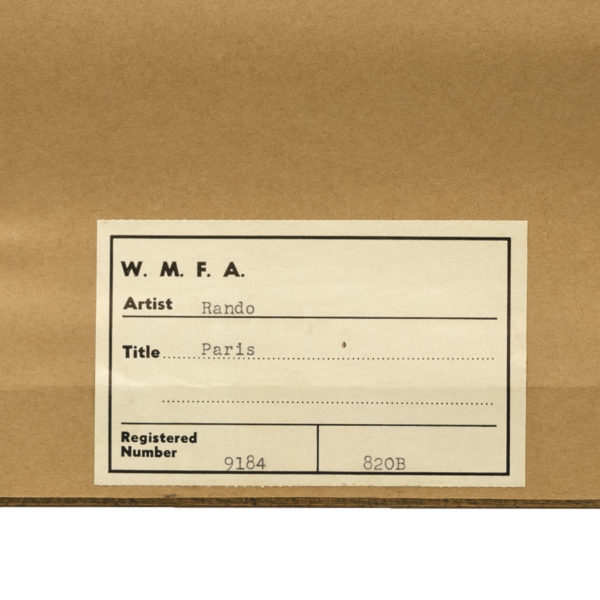 W. M. F. A.
Artist Rando
Title Paris
Registered
Number 9184 820B